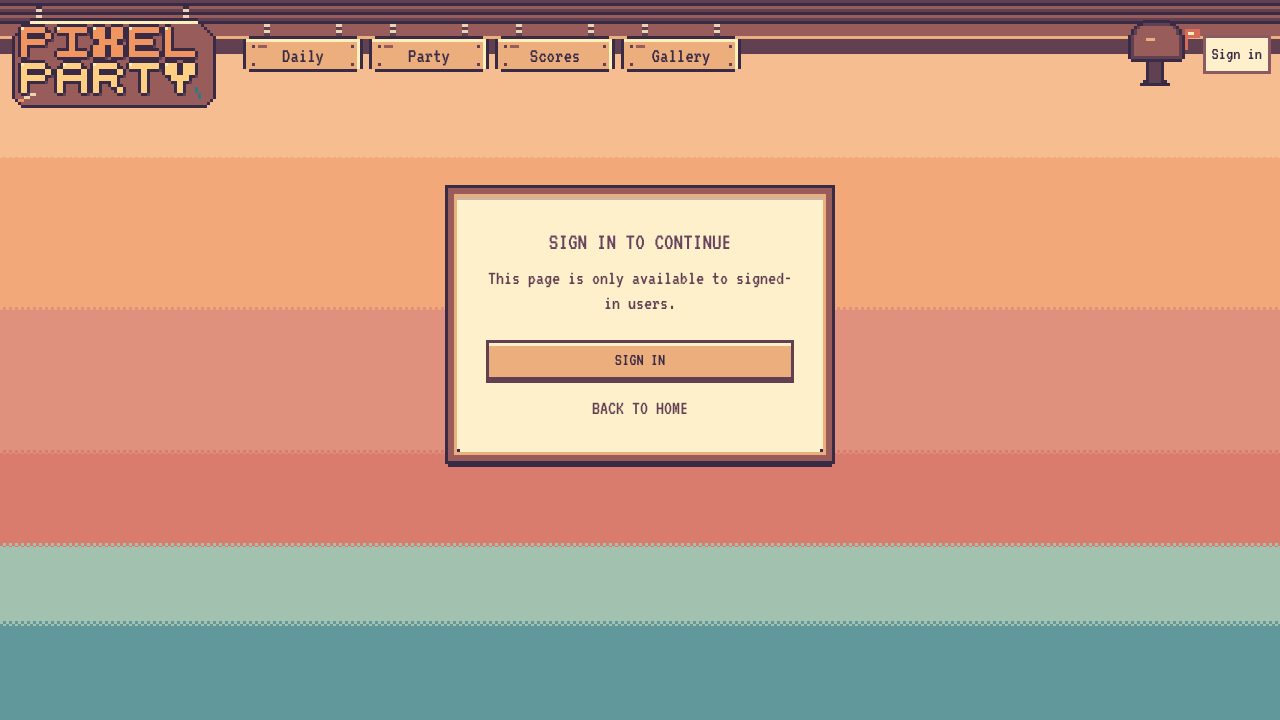 PIXEL
PARTY
Daily
Party
Scores
Gallery
Sign in
SIGN IN TO CONTINUE
This page is only available to signed-
in users.
SIGN IN
BACK TO HOME